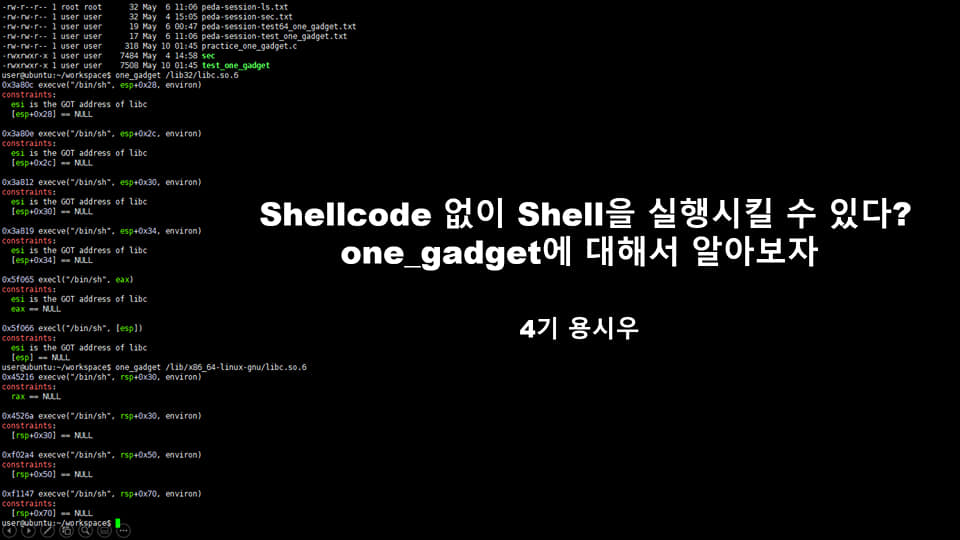 -rw-r--r-- 1 root root 32 May 6 11:06 peda-session-ls.txt
-rw-rw-r-- 1 user user 32 May 4 15:05 peda-session-sec.txt
-rw-rw-r-- 1 user user 19 May 6 00:47 peda-session-test64_one_gadget.txt
-rw-rw-r-- 1 user user 17 May 6 11:06 peda-session-test_one_gadget.txt
-rw-rw-r-- 1 user user 318 May 10 01:45 practice_one_gadget.c
-rwxrwxr-x 1 user user 7484 May 4 14:58 sec
-rwxrwxr-x 1 user user 7508 May 10 01:45 test_one_gadget
user@ubuntu:~/workspace$ one_gadget /lib32/libc.so.6
0x3a80c execve("/bin/sh", esp+0x28, environ)
constraints:
esi is the GOT address of libc
[esp+0x28] == NULL
0x3a80e execve("/bin/sh", esp+0x2c, environ)
constraints:
esi is the GOT address of libc
[esp+0x2c] == NULL
0x3a812 execve("/bin/sh", esp+0x30, environ)
constraints:
esi is the GOT address of libc
[esp+0x30] == NULL
0x3a819 execve("/bin/sh", esp+0x34, environ)
constraints:
esi is the GOT address of libc
[esp+0x34] == NULL
0x5f065 execl("/bin/sh", eax)
constraints:
esi is the GOT address of libc
eax == NULL
0x5f066 execl("/bin/sh", [esp])
constraints:
esi is the GOT address of libc
[esp] == NULL
user@ubuntu:~/workspace$ one_gadget /lib/x86_64-linux-gnu/libc.so.6
0x45216 execve("/bin/sh", rsp+0x30, environ)
constraints:
rax == NULL
0x4526a execve("/bin/sh", rsp+0x30, environ)
constraints:
[rsp+0x30] == NULL
0xf02a4 execve("/bin/sh", rsp+0x50, environ)
constraints:
[rsp+0x50] == NULL
0xf1147 execve("/bin/sh", rsp+0x70, environ)
constraints:
[rsp+0x70] == NULL
user@ubuntu:~/workspace$
Shellcode 없이 Shell을 실행시킬 수 있다?
one_gadget에 대해서 알아보자
4기 용시우